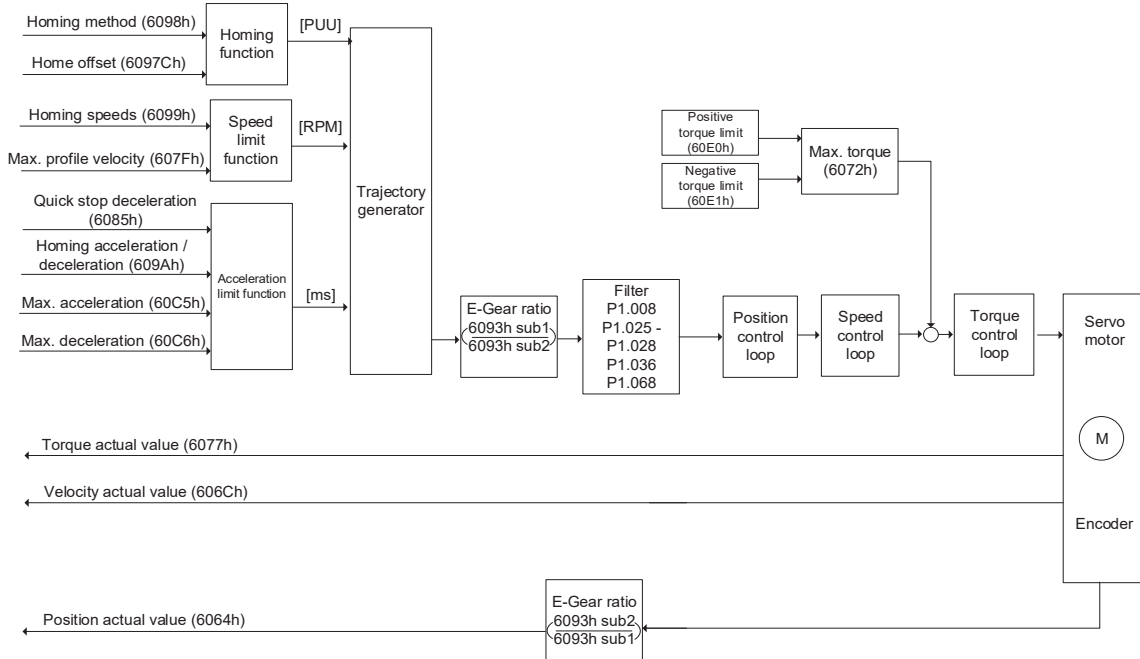 Homing method (6098h)
Home offset (6097Ch)
Homing
function
[PUU]
Homing speeds (6099h)
Max. profile velocity (607Fh)
Speed
limit
function
[RPM]
Quick stop deceleration
(6085h)
Homing acceleration /
deceleration (609Ah)
Max. acceleration (60C5h)
Max. deceleration (60C6h)
Acceleration
limit function
[ms]
Trajectory
generator
E-Gear ratio
6093h sub1
6093h sub2
Filter
P1.008
P1.025 -
P1.028
P1.036
P1.068
Position
control
loop
Speed
control
loop
Positive
torque limit
(60E0h)
Negative
torque limit
(60E1h)
Max. torque
(6072h)
Torque
control
loop
Servo
motor
M
Encoder
Torque actual value (6077h)
Velocity actual value (606Ch)
Position actual value (6064h)
E-Gear ratio
6093h sub2
6093h sub1